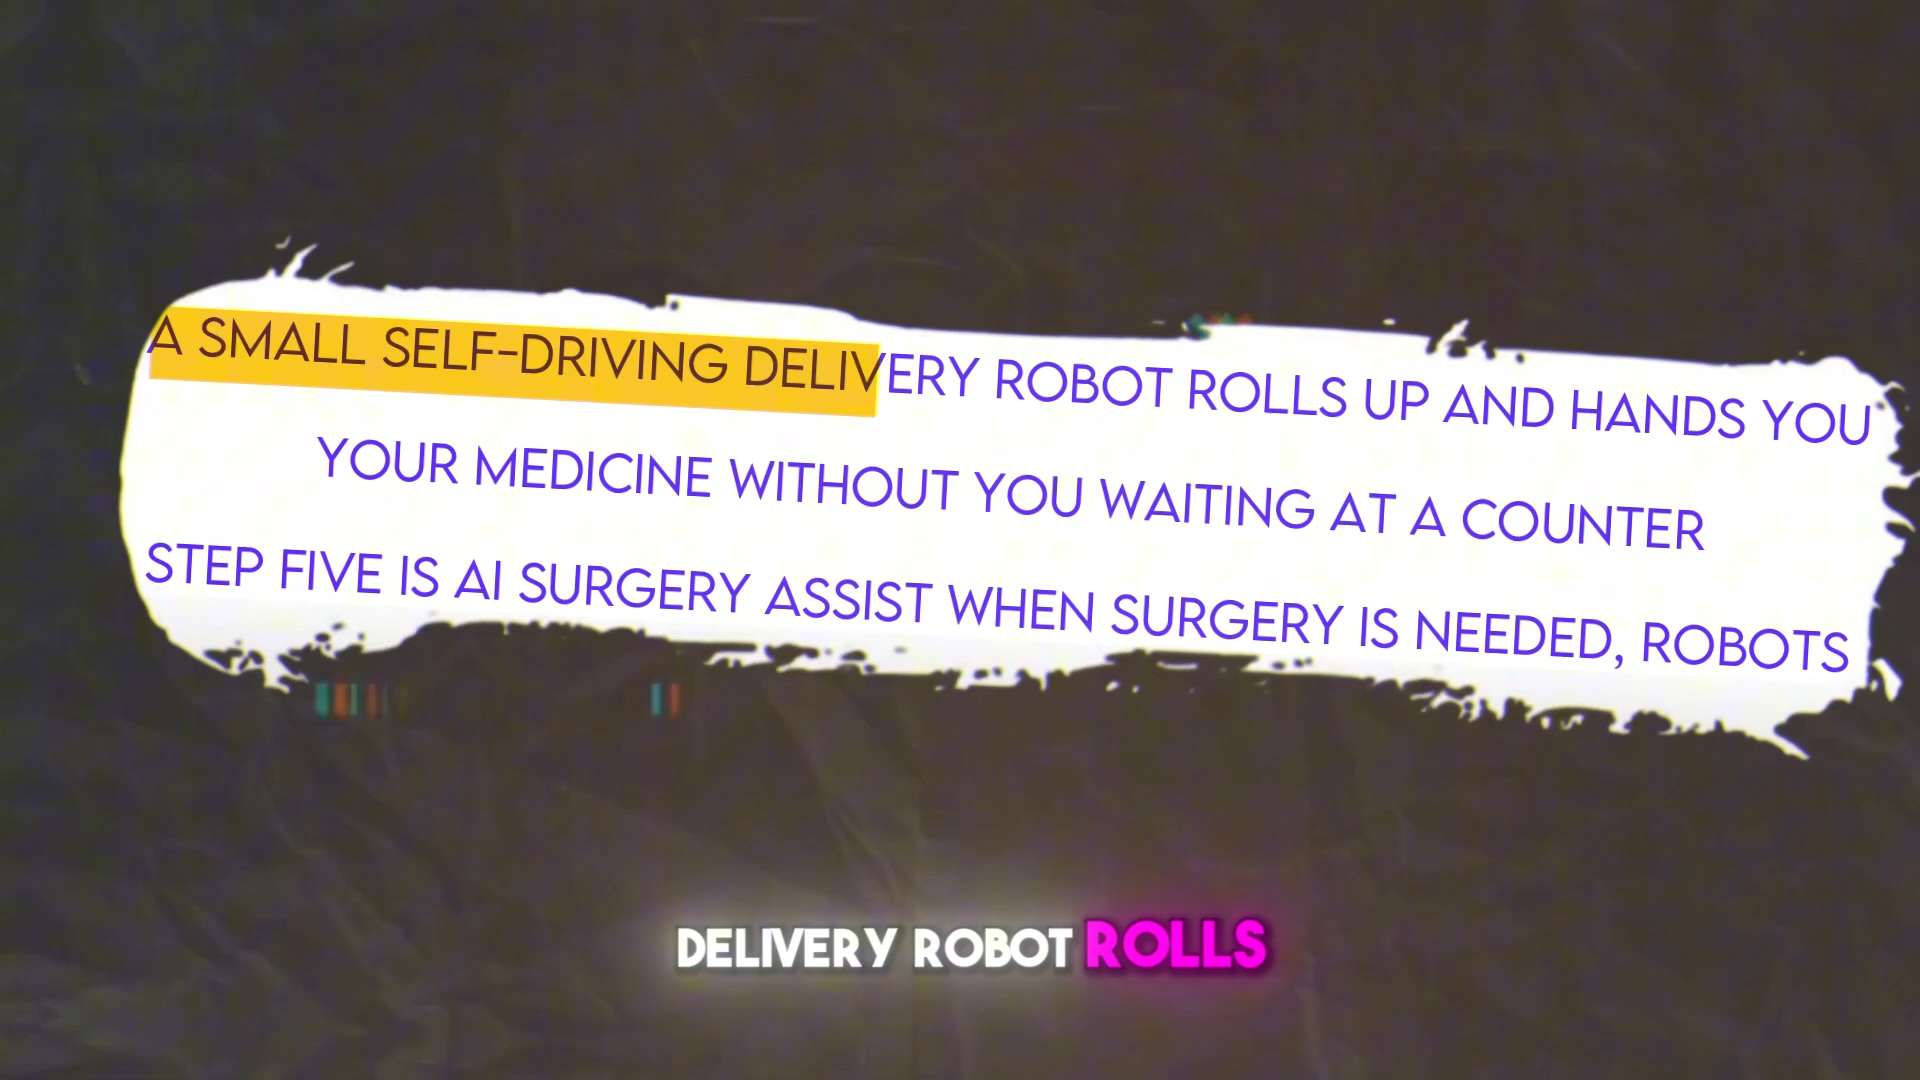 A SMALL SELF-DRIVING DELIVERY ROBOT ROLLS UP AND HANDS YOU
YOUR MEDICINE WITHOUT YOU WAITING AT A COUNTER
STEP FIVE IS AI SURGERY ASSIST WHEN SURGERY IS NEEDED, ROBOTS
DELIVERY ROBOT ROLLS